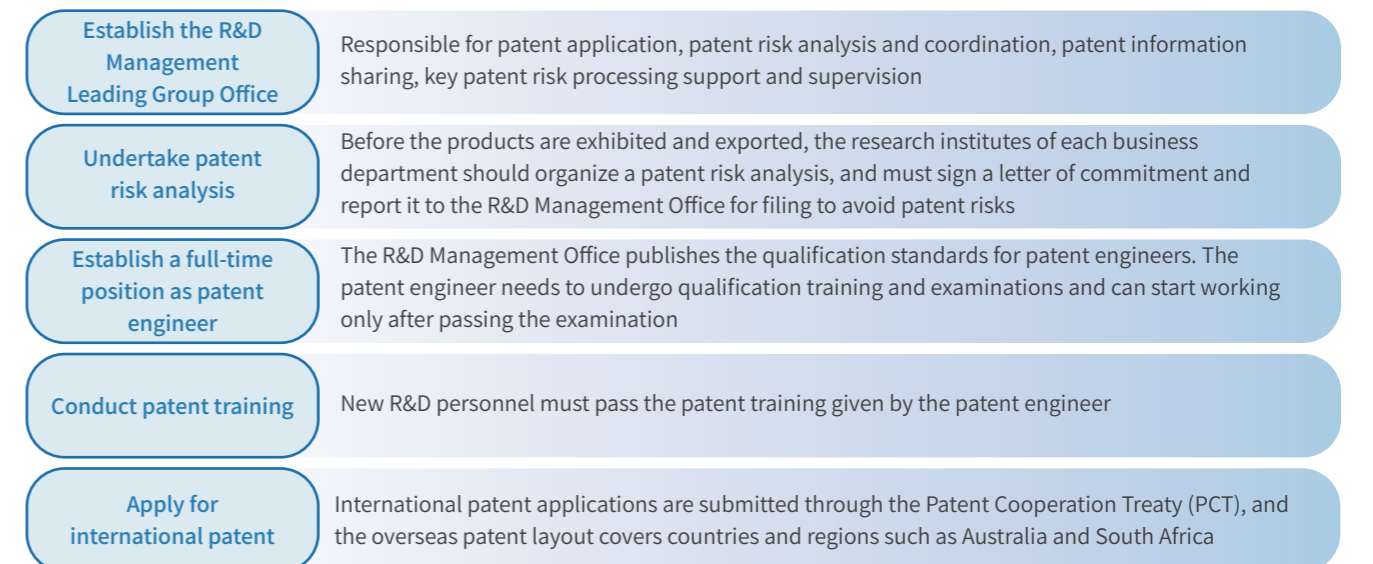 Establish the R&D
Management
Leading Group Office
Responsible for patent application, patent risk analysis and coordination, patent information
sharing, key patent risk processing support and supervision
Undertake patent
risk analysis
Before the products are exhibited and exported, the research institutes of each business
department should organize a patent risk analysis, and must sign a letter of commitment and
report it to the R&D Management Office for filing to avoid patent risks
Establish a full-time
position as patent
engineer
The R&D Management Office publishes the qualification standards for patent engineers. The
patent engineer needs to undergo qualification training and examinations and can start working
only after passing the examination
Conduct patent training
New R&D personnel must pass the patent training given by the patent engineer
Apply for
international patent
International patent applications are submitted through the Patent Cooperation Treaty (PCT), and
the overseas patent layout covers countries and regions such as Australia and South Africa